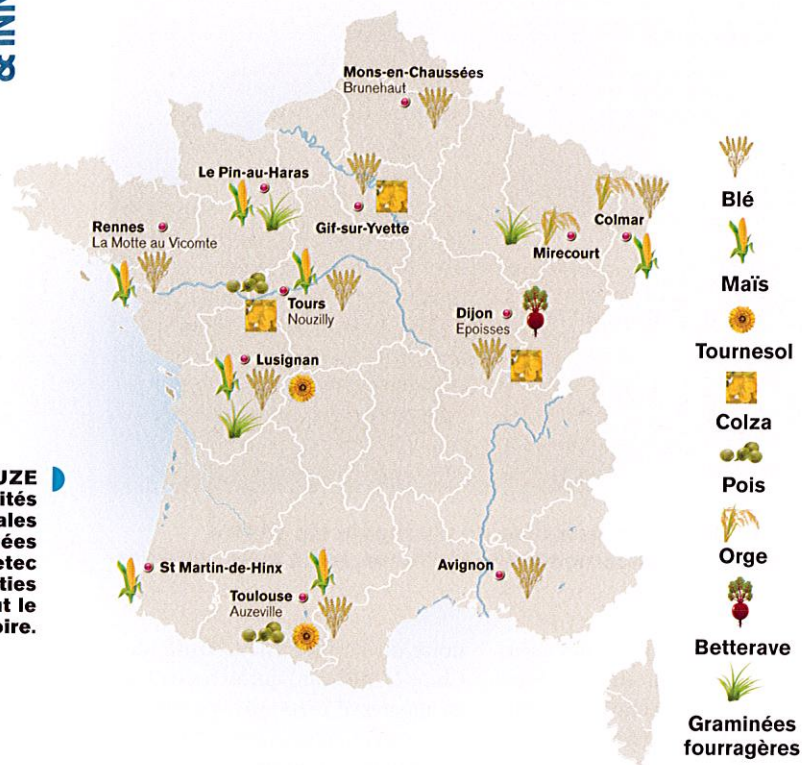 & INN
Mons-en-Chaussées
Brunehaut
Le Pin-au-Haras
Rennes
La Motte au Vicomte
Gif-sur-Yvette
Colmar
Mirecourt
Tours
Nouzilly
Dijon
Epoisses
Lusignan
UZE
ités
ales
ées
etec
ties
t le
oire.
St Martin-de-Hinx
Avignon
Toulouse
Auzeville
Blé
Maïs
Tournesol
Colza
Pois
Orge
Betterave
Graminées
fourragères